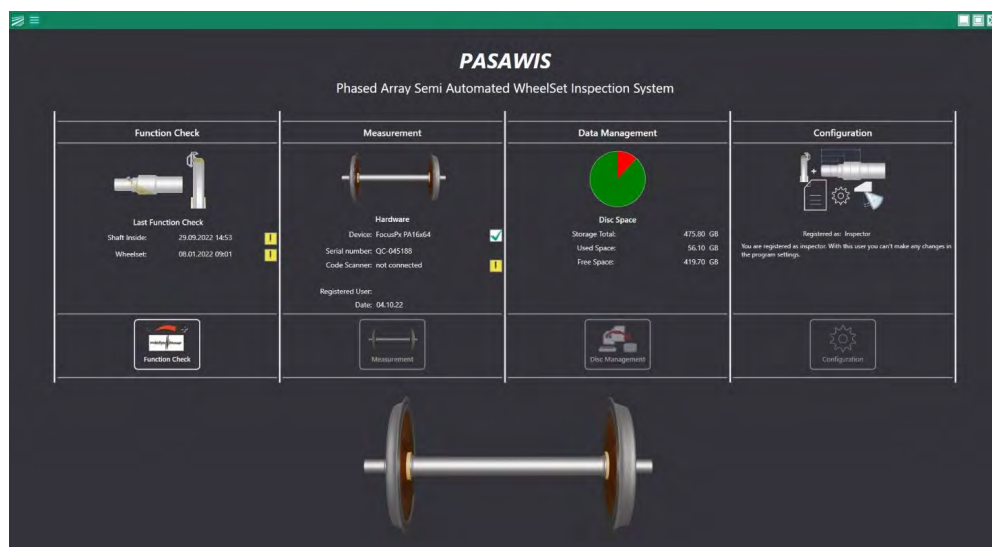 PASAWIS
Phased Array Semi Automated WheelSet Inspection System
Function Check
Last Function Check
Shaft Inside: 29.09.2022 14:53
Wheelset: 08.01.2022 09:01
Function Check
Measurement
Hardware
Device: FocusPx PA16x64
Serial number: QC-045188
Code Scanner: not connected
Registered User:
Date: 04.10.22
Measurement
Data Management
Disc Space
Storage Total: 475.80 GB
Used Space: 56.10 GB
Free Space: 419.70 GB
Disc Management
Configuration
Registered as: Inspector
You are registered as inspector. With this user you can't make any changes in
the program settings.
Configuration